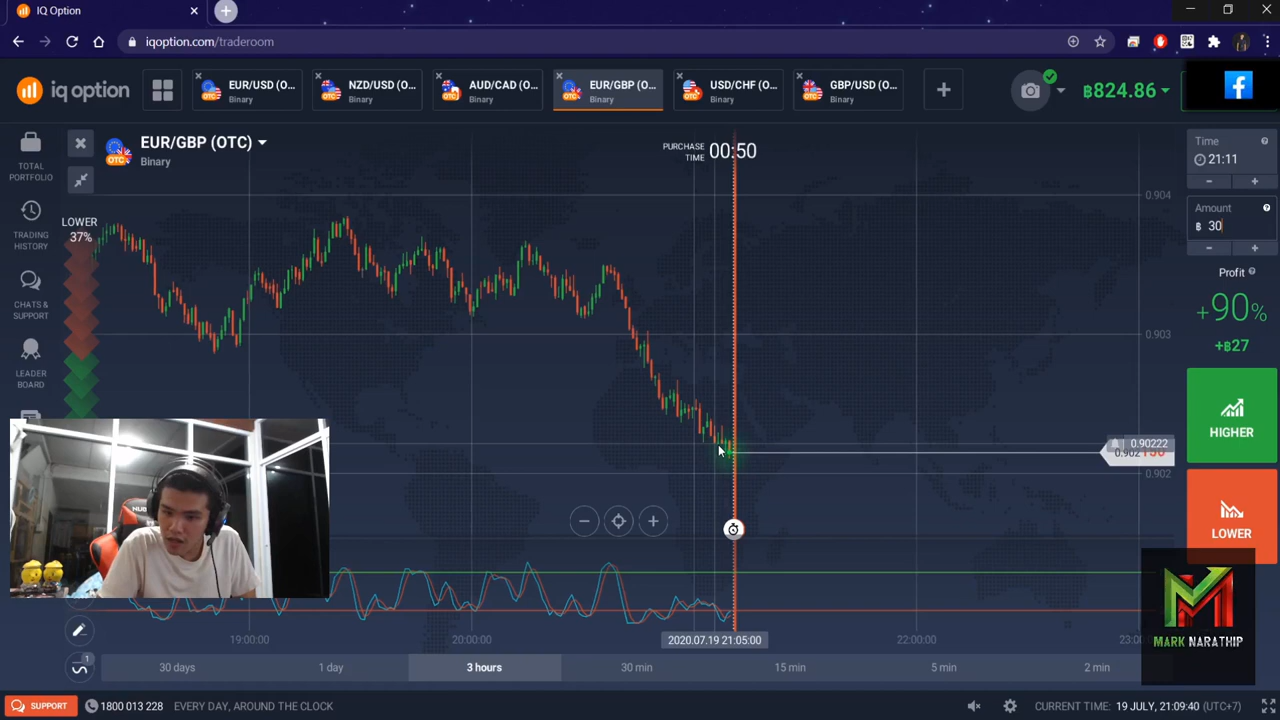 IQ Option
iqoption.com/traderoom
iq option
EUR/USD (O...
Binary
NZD/USD (O...
Binary
AUD/CAD (O...
Binary
EUR/GBP (O...
Binary
USD/CHF (O...
Binary
GBP/USD (O...
Binary
฿824.86
TOTAL
PORTFOLIO
TRADING
HISTORY
CHATS &
SUPPORT
LEADER
BOARD
EUR/GBP (OTC)
Binary
OTC
LOWER
37%
PURCHASE
TIME
00:50
0.904
0.903
0.90222
0.902
Time
21:11
Amount
฿ 30
Profit
+90%
+฿27
HIGHER
LOWER
MARK NARATHIP
19:00:00
20:00:00
2020.07.19 21:05:00
22:00:00
23:0
30 days
1 day
3 hours
30 min
15 min
5 min
2 min
SUPPORT
1800 013 228
EVERY DAY, AROUND THE CLOCK
CURRENT TIME: 19 JULY, 21:09:40 (UTC+7)